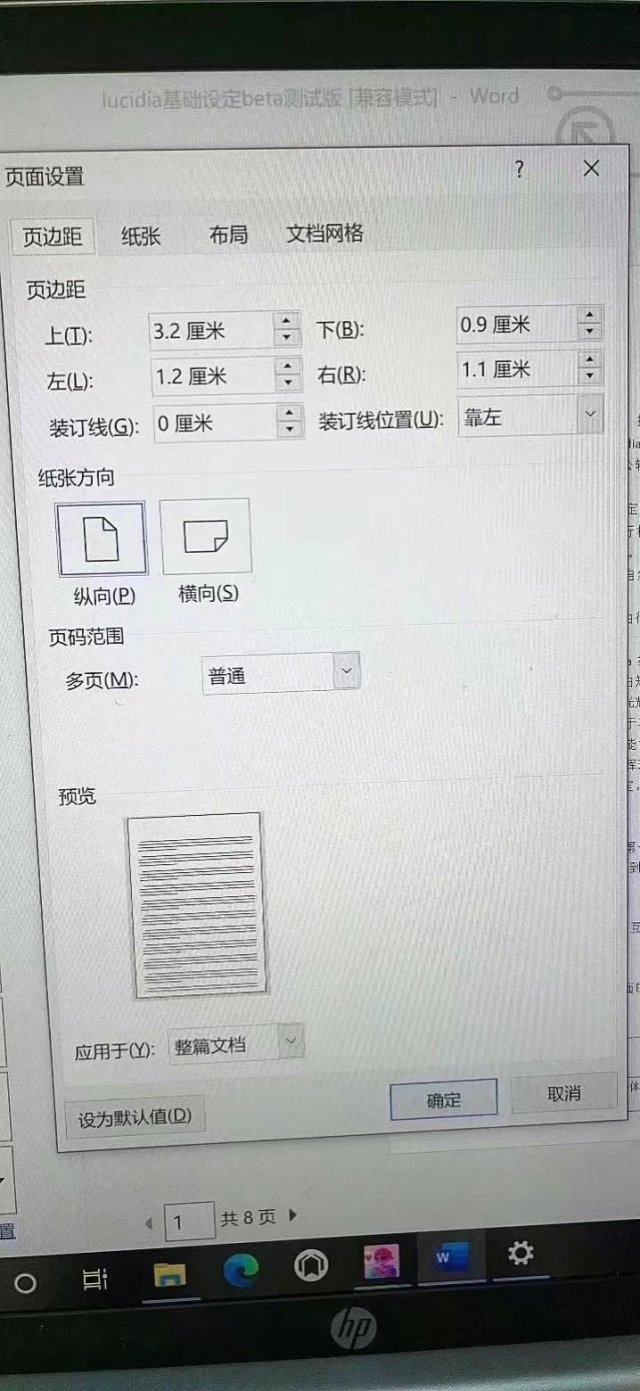 lucidia基础设定beta测试版 [兼容模式] - Word
页面设置 ? ×
页边距 纸张 布局 文档网格
页边距
上(T): 3.2 厘米 下(B): 0.9 厘米
左(L): 1.2 厘米 右(R): 1.1 厘米
装订线(G): 0 厘米 装订线位置(U): 靠左
纸张方向
纵向(P) 横向(S)
页码范围
多页(M): 普通
预览
应用于(Y): 整篇文档
设为默认值(D) 确定 取消
置
1 共 8 页
W
hp